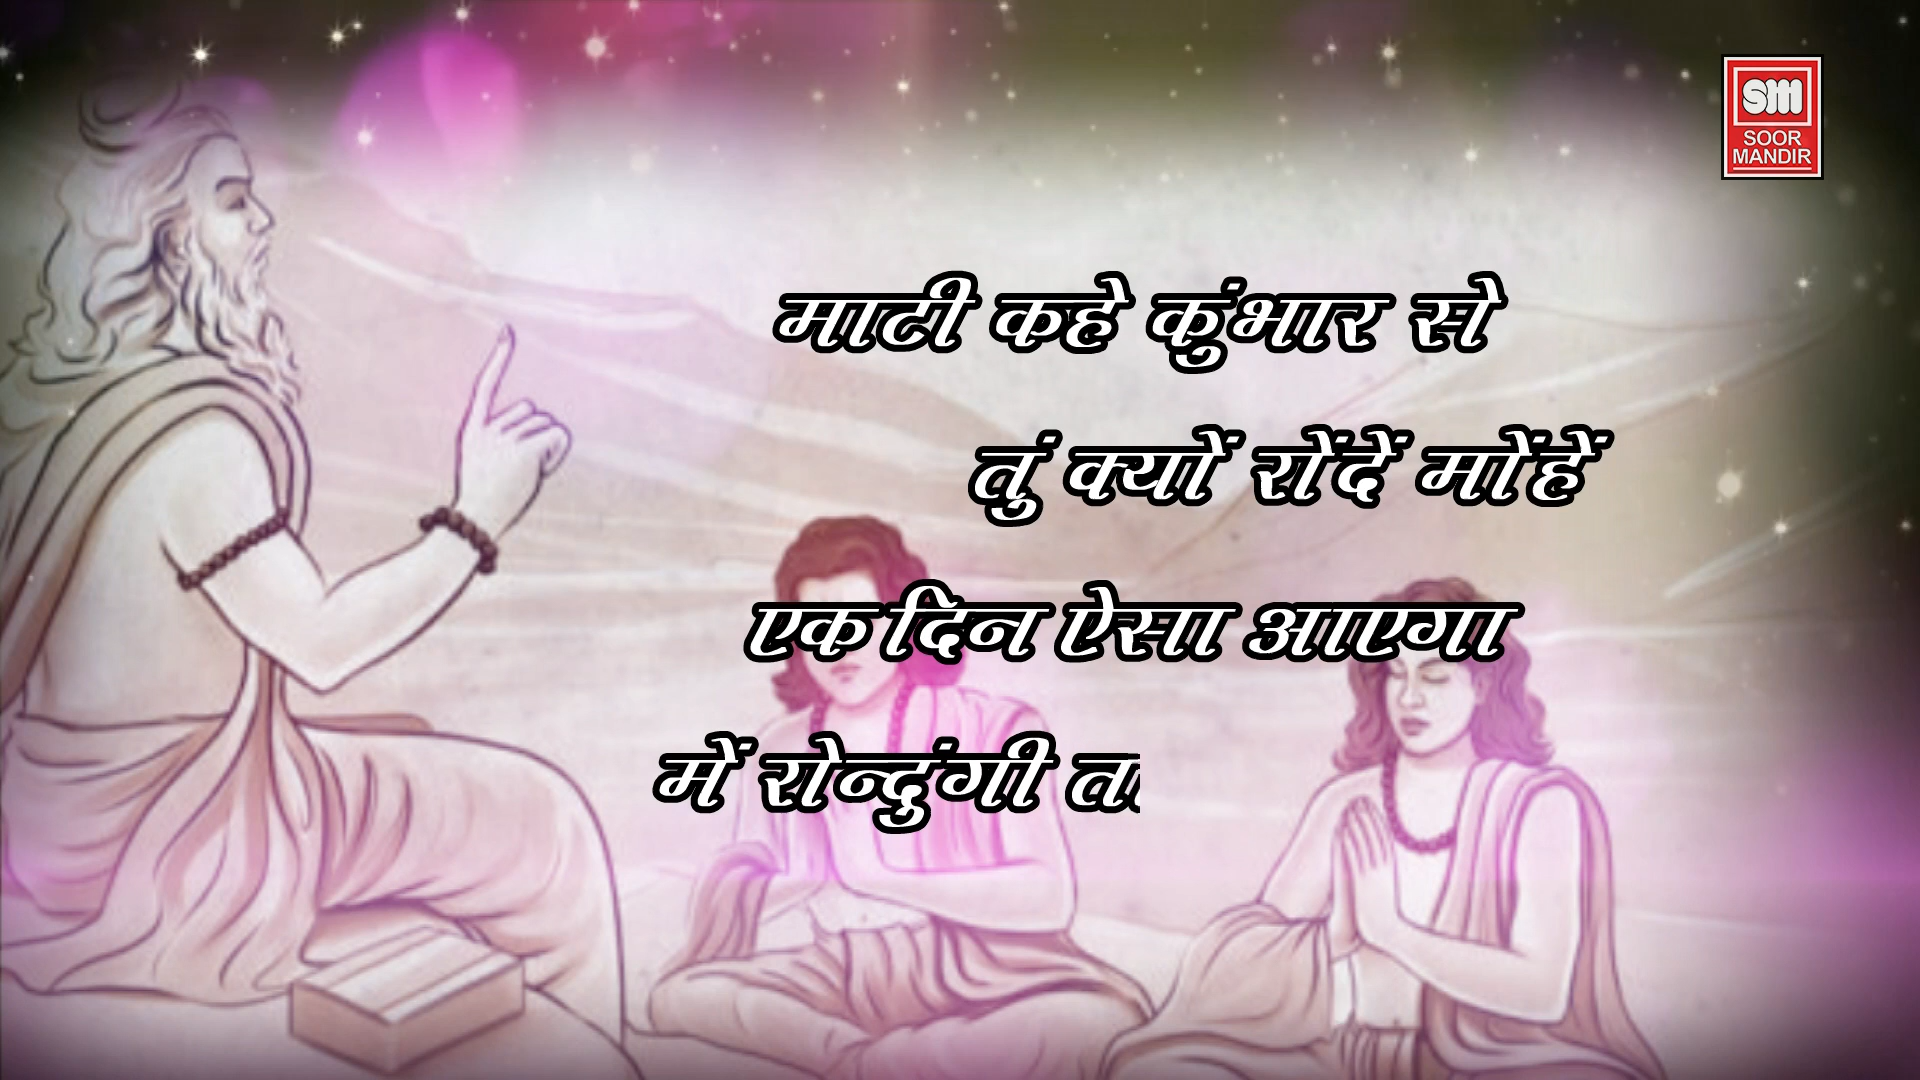 SM
SOOR
MANDIR
माटी कहे कुंभार से
तुं क्यों रोंदें मोंहें
एक दिन ऐसा आएगा
में रोन्दुंगी